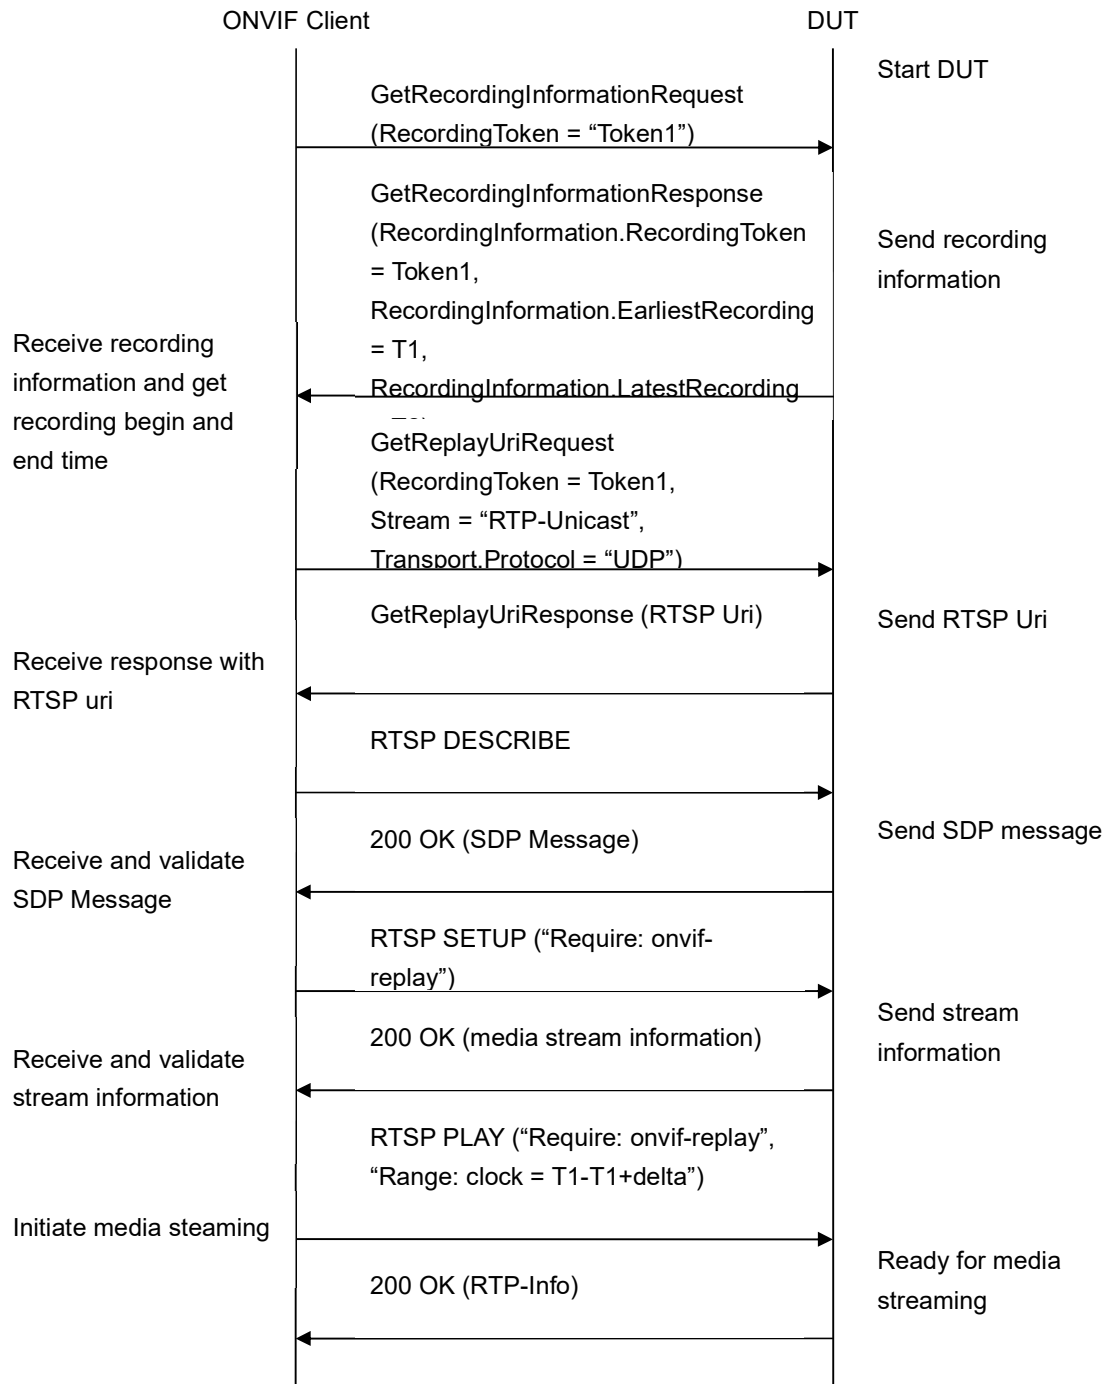 ONVIF Client
DUT
Start DUT
GetRecordingInformationRequest
(RecordingToken = “Token1”)
GetRecordingInformationResponse
(RecordingInformation.RecordingToken
= Token1,
RecordingInformation.EarliestRecording
= T1,
RecordingInformation.LatestRecording
Send recording
information
Receive recording
information and get
recording begin and
end time
GetReplayUriRequest
(RecordingToken = Token1,
Stream = “RTP-Unicast”,
Transport.Protocol = “UDP”)
GetReplayUriResponse (RTSP Uri)
Send RTSP Uri
Receive response with
RTSP uri
RTSP DESCRIBE
200 OK (SDP Message)
Send SDP message
Receive and validate
SDP Message
RTSP SETUP (“Require: onvif-
replay”)
200 OK (media stream information)
Send stream
information
Receive and validate
stream information
RTSP PLAY (“Require: onvif-replay”,
“Range: clock = T1-T1+delta”)
Initiate media steaming
200 OK (RTP-Info)
Ready for media
streaming